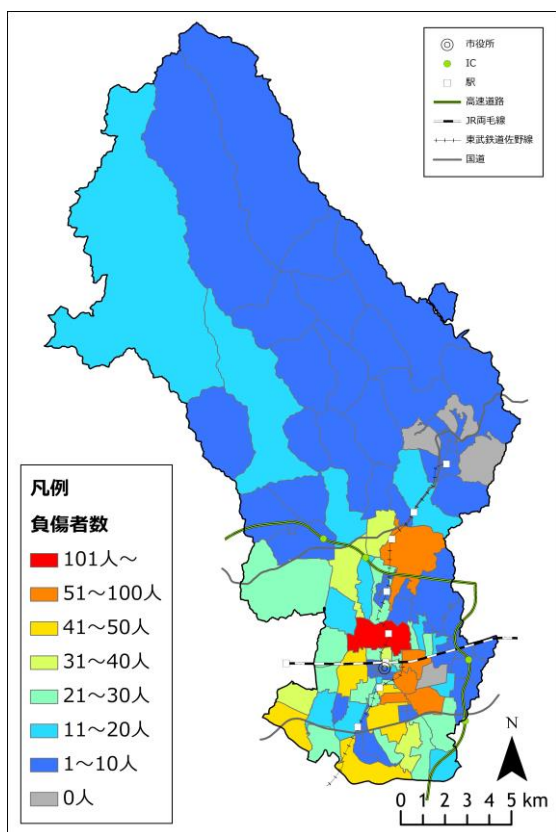 市役所
IC
駅
高速道路
JR両毛線
東武鉄道佐野線
国道
凡例
負傷者数
101人~
51~100人
41~50人
31~40人
21~30人
11~20人
1~10人
0人
N
0 1 2 3 4 5 km